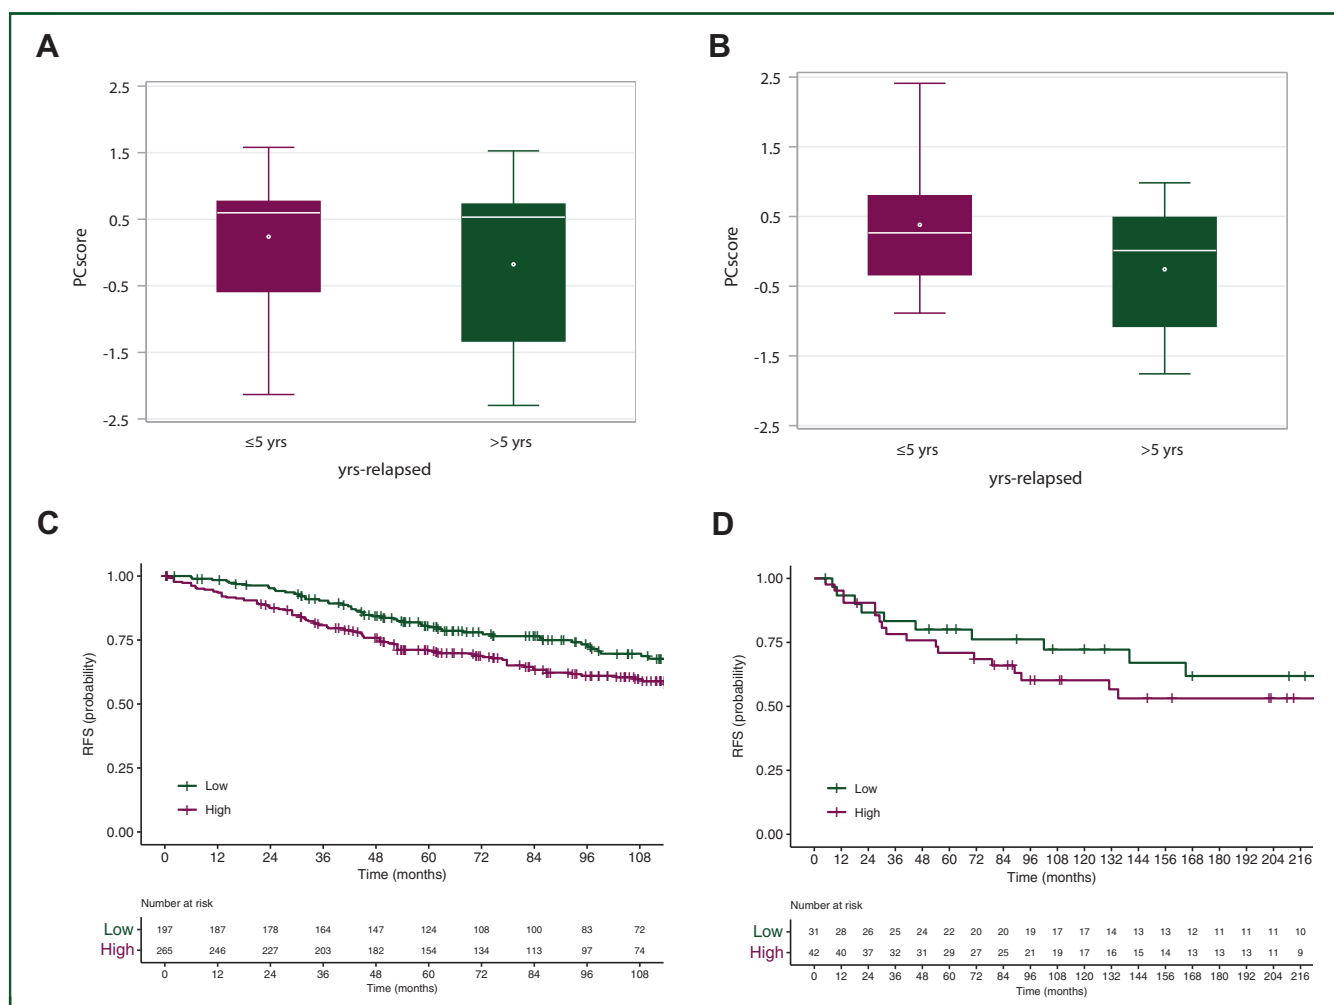 A
2.5
1.5
0.5
-0.5
-1.5
-2.5
PCscore
≤5 yrs >5 yrs
yrs-relapsed
B
2.5
1.5
0.5
-0.5
-1.5
-2.5
PCscore
≤5 yrs >5 yrs
yrs-relapsed
C
1.00
0.75
0.50
0.25
0.00
RFS (probability)
Low
High
0 12 24 36 48 60 72 84 96 108
Time (months)
Number at risk
Low 197 187 178 164 147 124 108 100 83 72
High 265 246 227 203 182 154 134 113 97 74
0 12 24 36 48 60 72 84 96 108
Time (months)
D
1.00
0.75
0.50
0.25
0.00
RFS (probability)
Low
High
0 12 24 36 48 60 72 84 96 108 120 132 144 156 168 180 192 204 216
Time (months)
Number at risk
Low 31 28 26 25 24 22 20 20 19 17 17 14 13 13 12 11 11 11 10
High 42 40 37 32 31 29 27 25 21 19 17 16 15 14 13 13 13 11 9
0 12 24 36 48 60 72 84 96 108 120 132 144 156 168 180 192 204 216
Time (months)